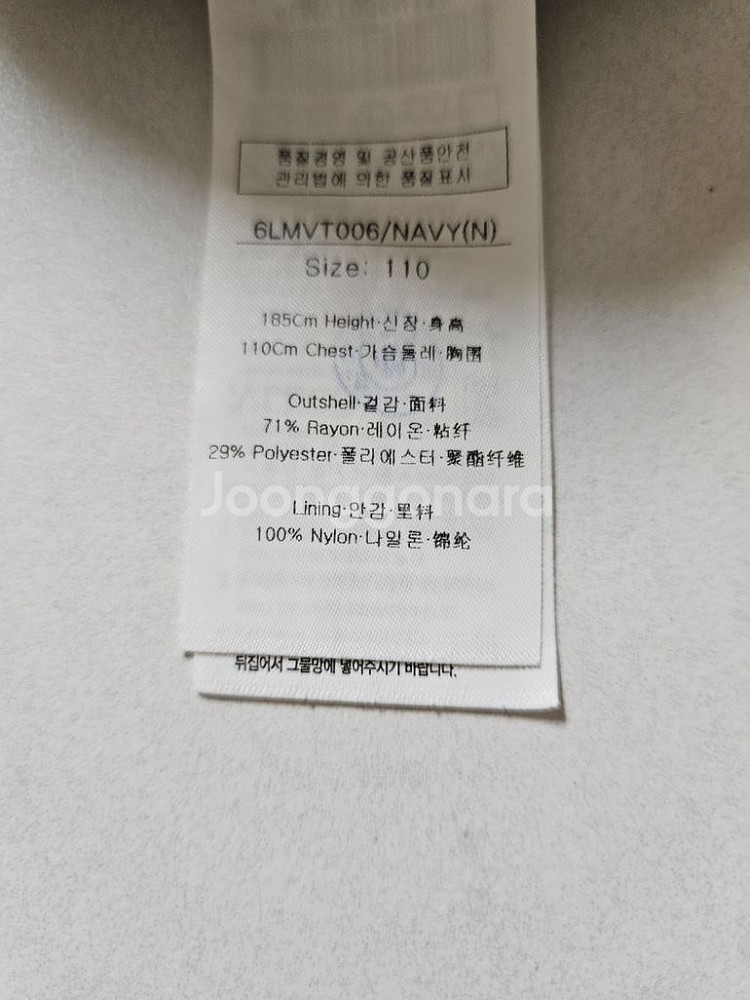 품질경영 및 공산품안전
관리법에 의한 품질표시
6LMVT006/NAVY(N)
Size: 110
185Cm Height·신장·身高
110Cm Chest·가슴둘레·胸围
Outshell·겉감·面料
71% Rayon·레이온·粘纤
29% Polyester·폴리에스터·聚酯纤维
Joonggonara
Lining·안감·里料
100% Nylon·나일론·锦纶
뒤집어서 그물망에 넣어주시기 바랍니다.